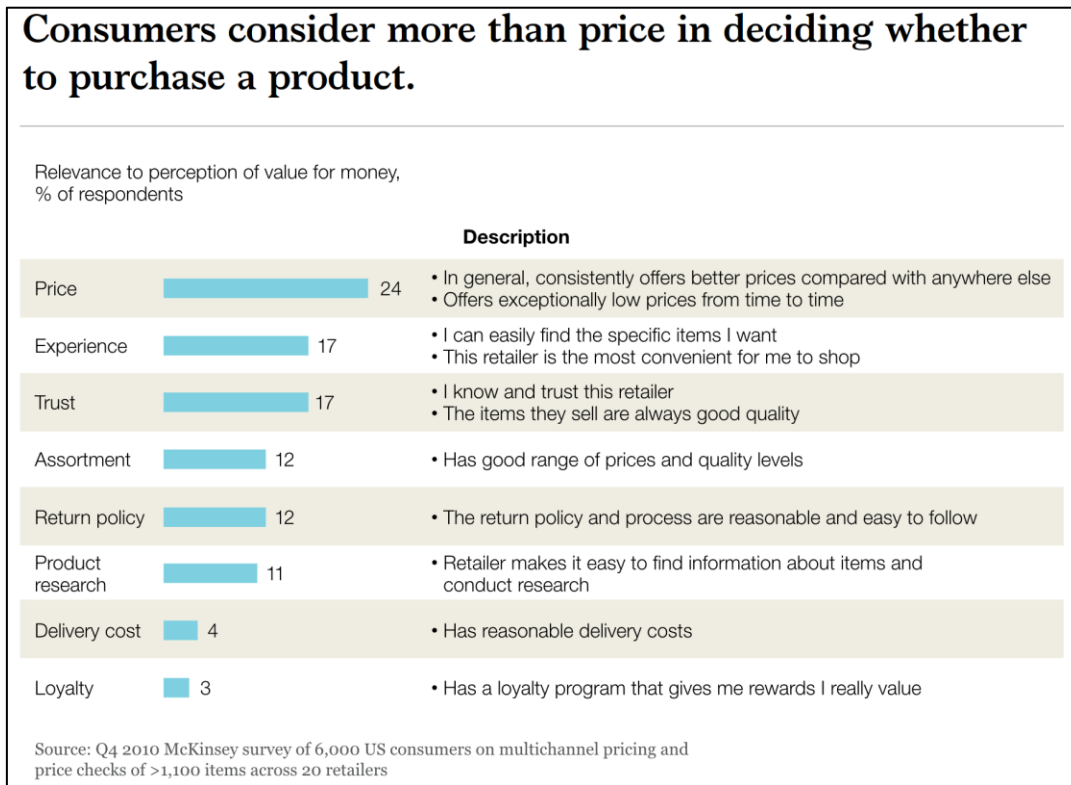 Consumers consider more than price in deciding whether
to purchase a product.
Relevance to perception of value for money,
% of respondents
Description
Price 24 • In general, consistently offers better prices compared with anywhere else
• Offers exceptionally low prices from time to time
Experience 17 • I can easily find the specific items I want
• This retailer is the most convenient for me to shop
Trust 17 • I know and trust this retailer
• The items they sell are always good quality
Assortment 12 • Has good range of prices and quality levels
Return policy 12 • The return policy and process are reasonable and easy to follow
Product
research 11 • Retailer makes it easy to find information about items and
conduct research
Delivery cost 4 • Has reasonable delivery costs
Loyalty 3 • Has a loyalty program that gives me rewards I really value
Source: Q4 2010 McKinsey survey of 6,000 US consumers on multichannel pricing and
price checks of >1,100 items across 20 retailers